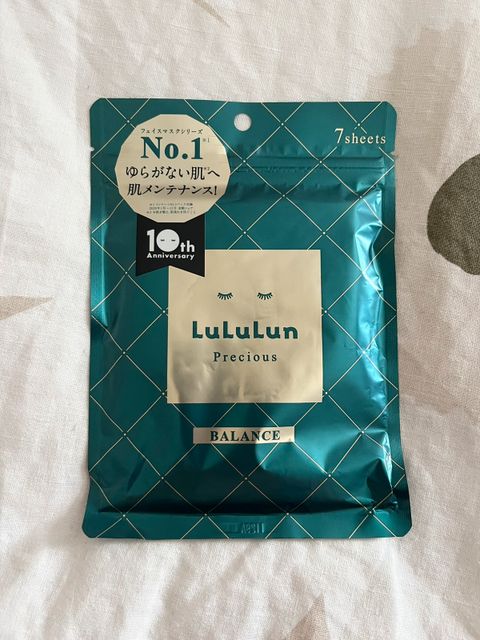 フェイスマスクシリーズ
No.1
ゆらがない肌へ
肌メンテナンス!
7sheets
10th
Anniversary
LuLuLun
Precious
BALANCE